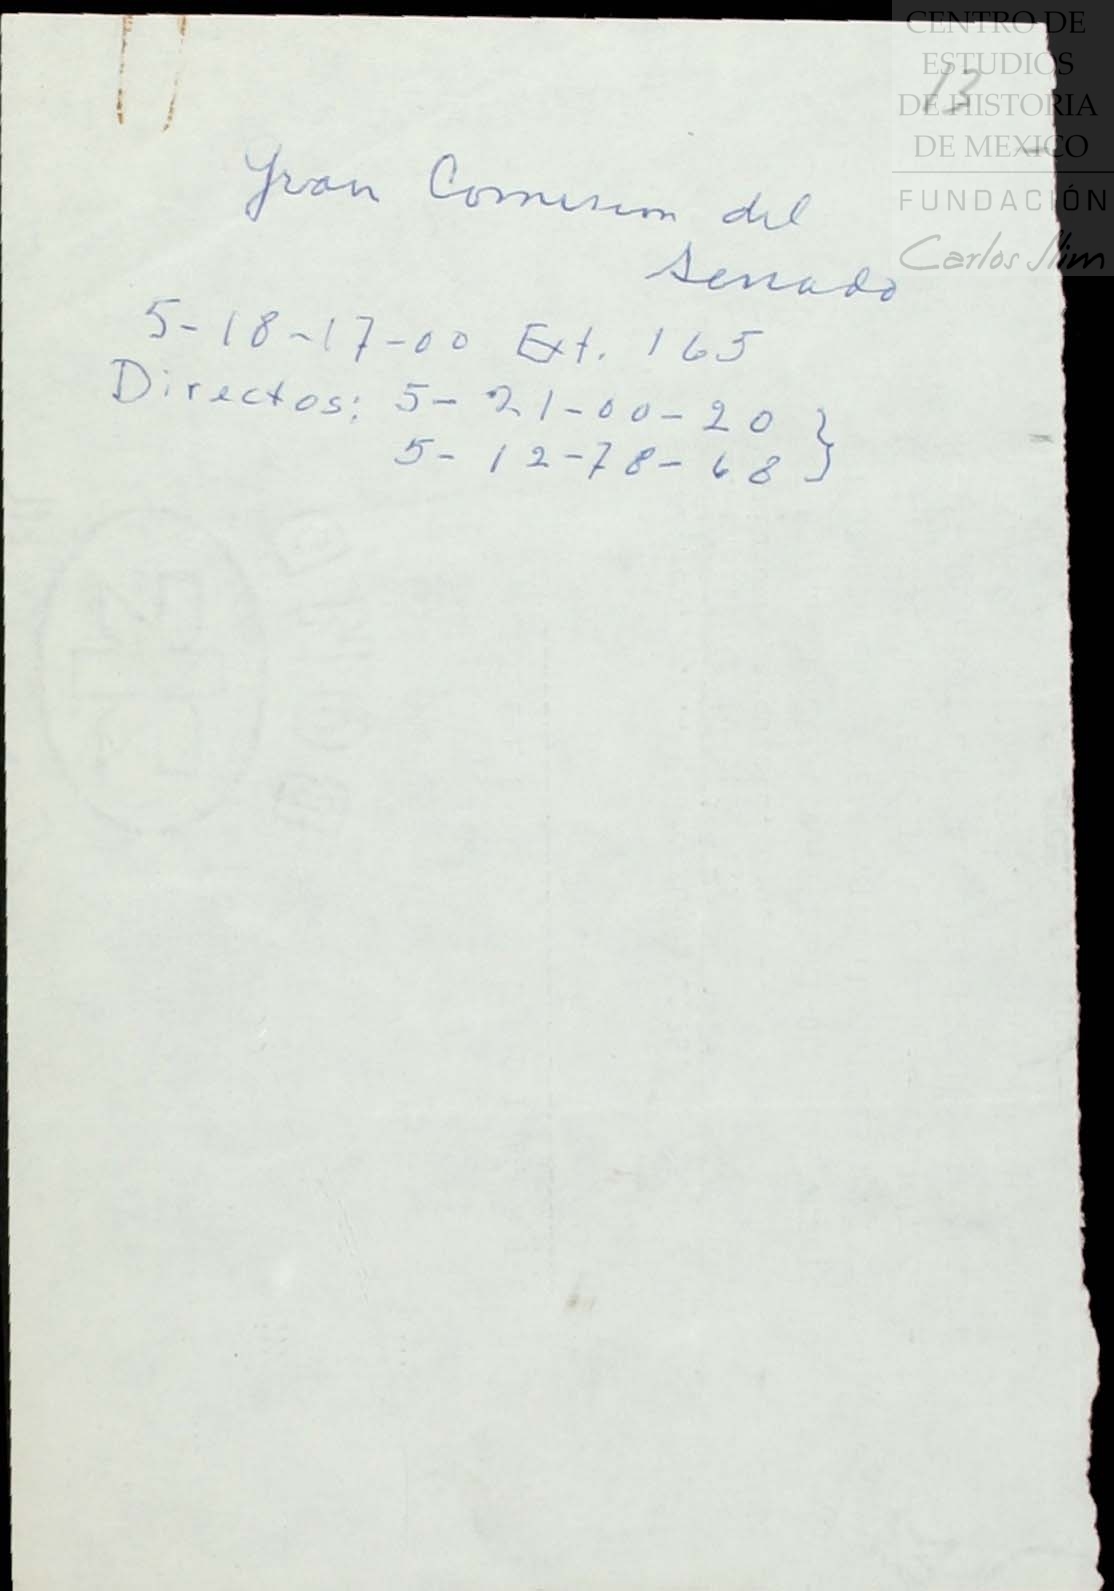 CENTRO DE
ESTUDIOS
DE HISTORIA
DE MEXICO
FUNDACIÓN
Carlos Slim
13
Gran Comision del
Senado
5-18-17-00 Ext. 165
Directos: 5-21-00-20 }
5-12-78-68 }